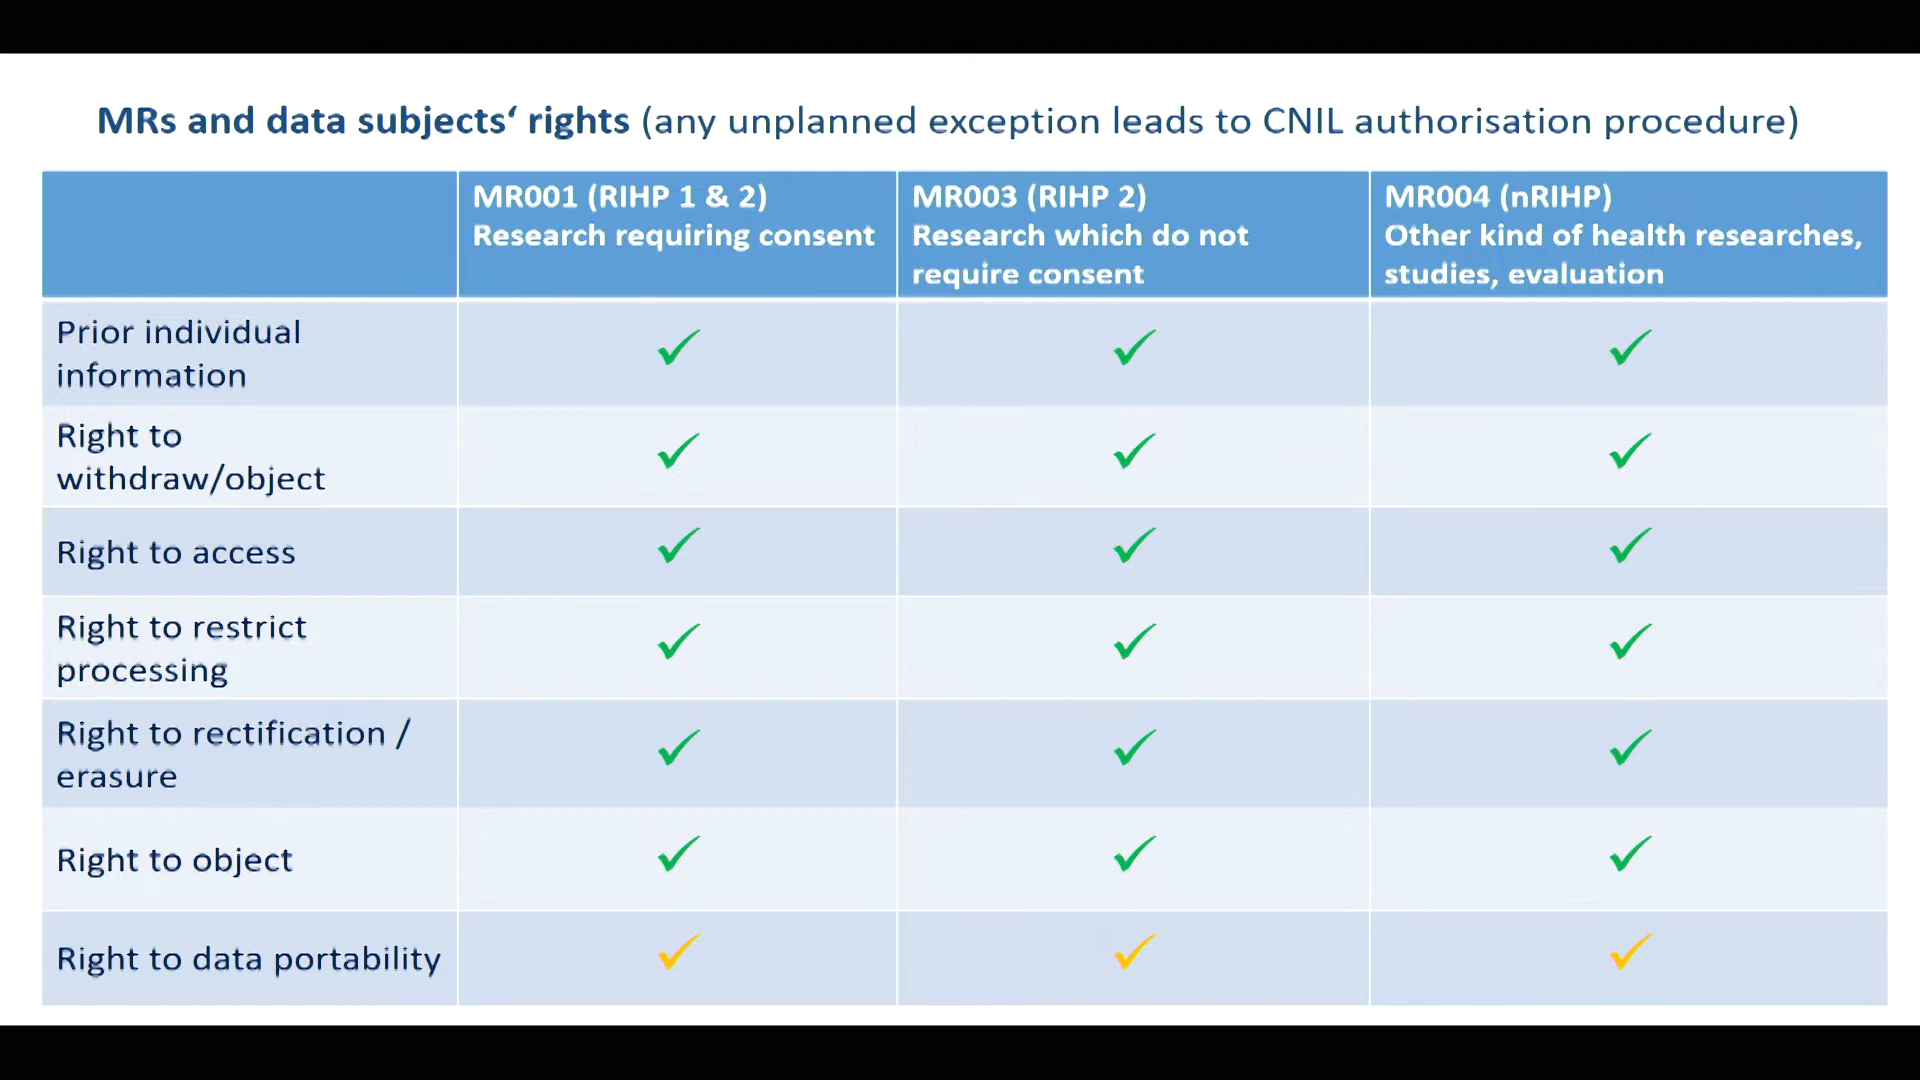 MRs and data subjects‘ rights (any unplanned exception leads to CNIL authorisation procedure)
MR001 (RIHP 1 & 2)
Research requiring consent
MR003 (RIHP 2)
Research which do not
require consent
MR004 (nRIHP)
Other kind of health researches,
studies, evaluation
Prior individual
information
Right to
withdraw/object
Right to access
Right to restrict
processing
Right to rectification /
erasure
Right to object
Right to data portability